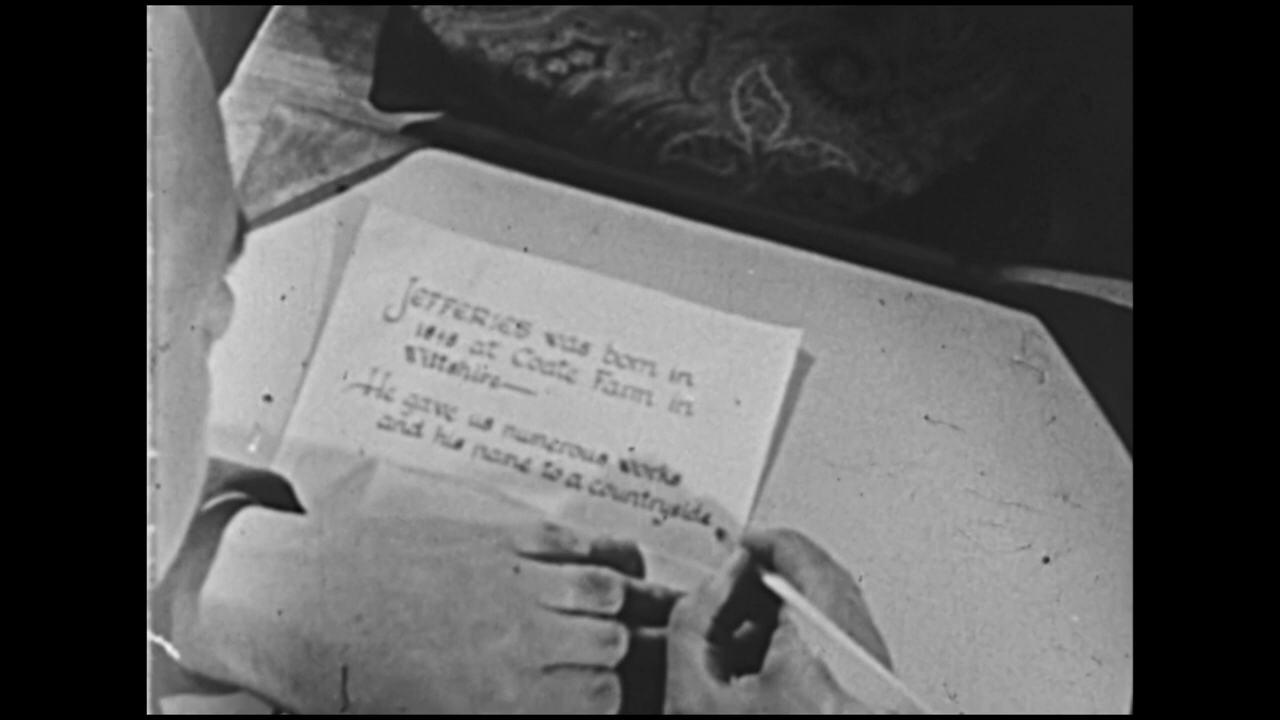 JEFFERIES was born in
1848 at Coate Farm in
Wiltshire—
He gave us numerous works
and his name to a countryside.